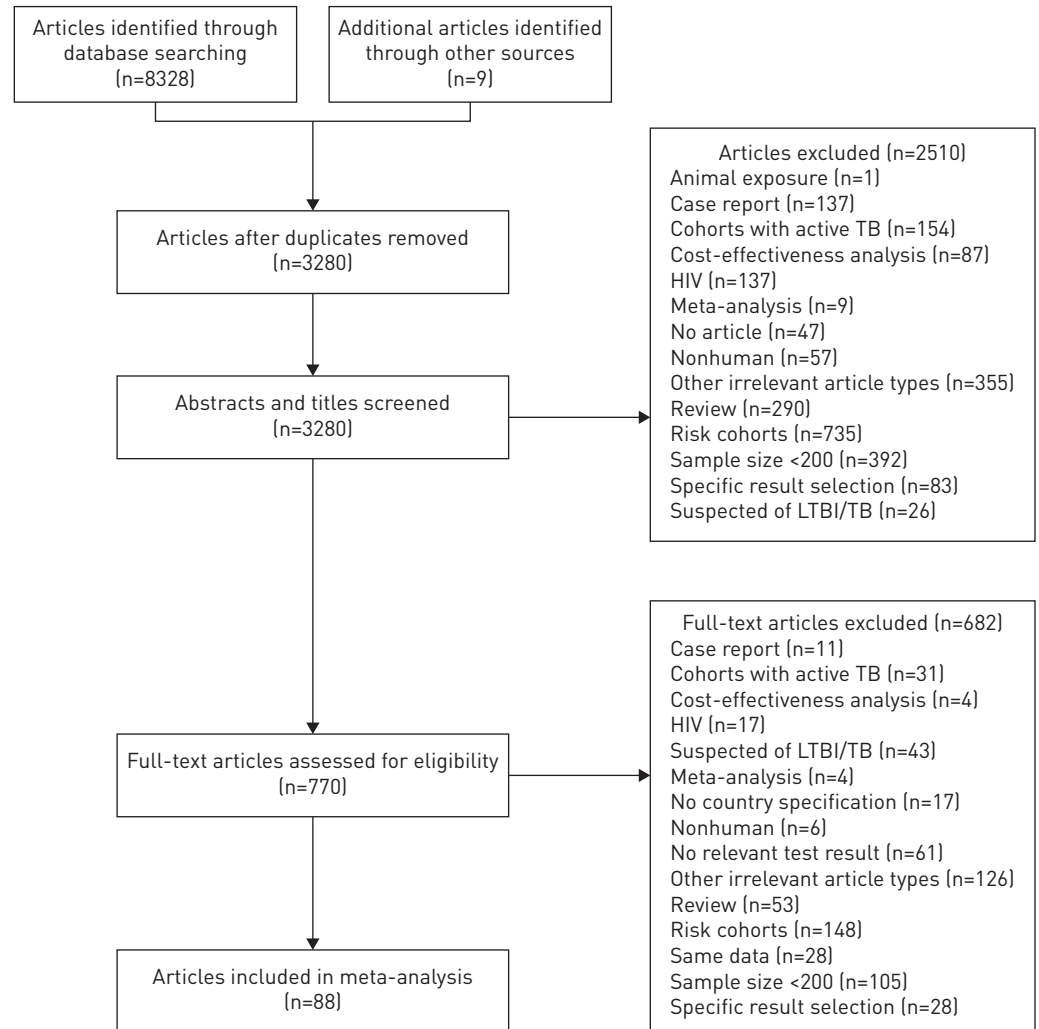 Articles identified through
database searching
(n=8328)
Additional articles identified
through other sources
(n=9)
Articles after duplicates removed
(n=3280)
Abstracts and titles screened
(n=3280)
Articles excluded (n=2510)
Animal exposure (n=1)
Case report (n=137)
Cohorts with active TB (n=154)
Cost-effectiveness analysis (n=87)
HIV (n=137)
Meta-analysis (n=9)
No article (n=47)
Nonhuman (n=57)
Other irrelevant article types (n=355)
Review (n=290)
Risk cohorts (n=735)
Sample size <200 (n=392)
Specific result selection (n=83)
Suspected of LTBI/TB (n=26)
Full-text articles assessed for eligibility
(n=770)
Full-text articles excluded (n=682)
Case report (n=11)
Cohorts with active TB (n=31)
Cost-effectiveness analysis (n=4)
HIV (n=17)
Suspected of LTBI/TB (n=43)
Meta-analysis (n=4)
No country specification (n=17)
Nonhuman (n=6)
No relevant test result (n=61)
Other irrelevant article types (n=126)
Review (n=53)
Risk cohorts (n=148)
Same data (n=28)
Sample size <200 (n=105)
Specific result selection (n=28)
Articles included in meta-analysis
(n=88)